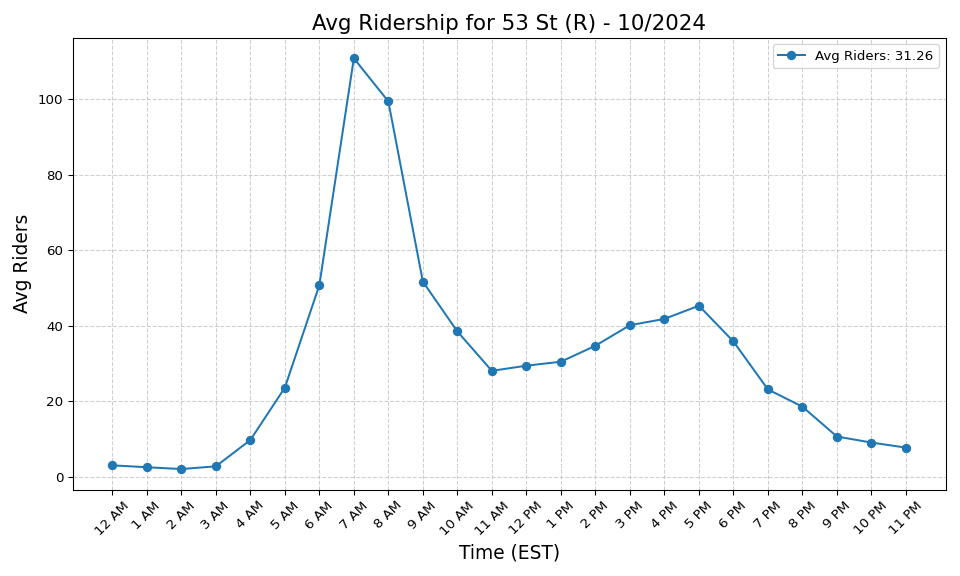 Avg Ridership for 53 St (R) - 10/2024
Avg Riders: 31.26
Avg Riders
100
80
60
40
20
0
12 AM 1 AM 2 AM 3 AM 4 AM 5 AM 6 AM 7 AM 8 AM 9 AM 10 AM 11 AM 12 PM 1 PM 2 PM 3 PM 4 PM 5 PM 6 PM 7 PM 8 PM 9 PM 10 PM 11 PM
Time (EST)